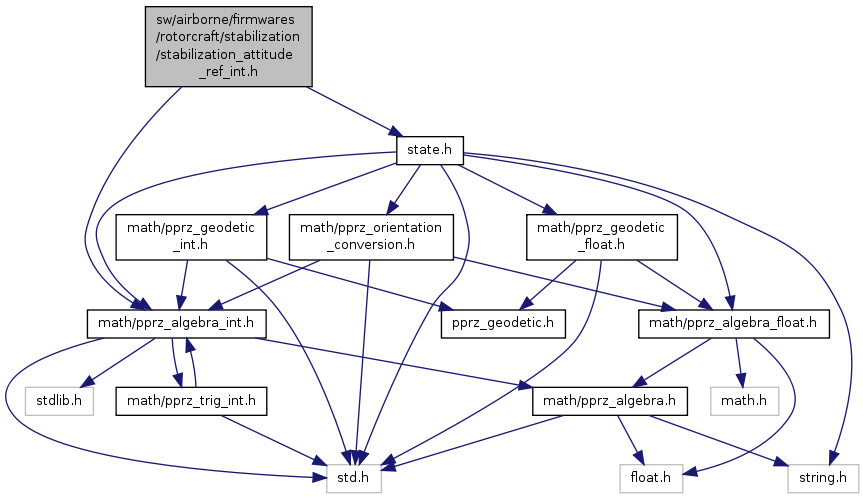 sw/airborne/firmwares
/rotorcraft/stabilization
/stabilization_attitude
_ref_int.h
state.h
math/pprz_geodetic
_int.h
math/pprz_orientation
_conversion.h
math/pprz_geodetic
_float.h
math/pprz_algebra_int.h
pprz_geodetic.h
math/pprz_algebra_float.h
stdlib.h
math/pprz_trig_int.h
math/pprz_algebra.h
math.h
std.h
float.h
string.h